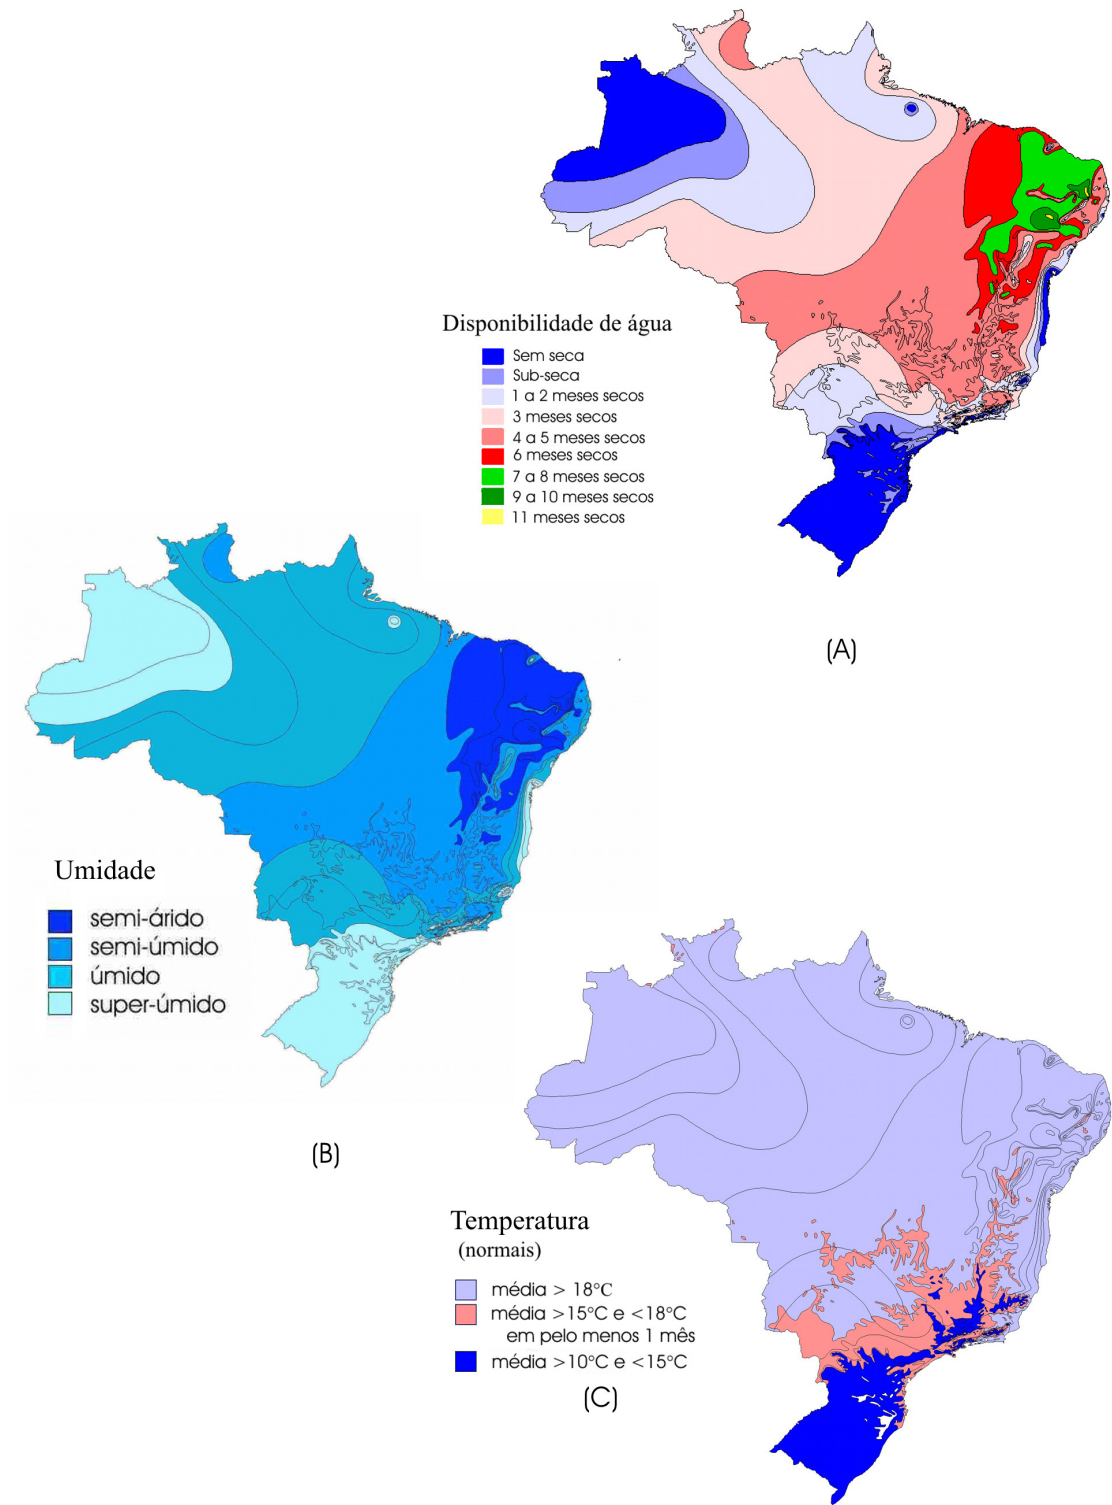 Disponibilidade de água
Sem seca
Sub-seca
1 a 2 meses secos
3 meses secos
4 a 5 meses secos
6 meses secos
7 a 8 meses secos
9 a 10 meses secos
11 meses secos
(A)
Umidade
semi-árido
semi-úmido
úmido
super-úmido
(B)
Temperatura
(normais)
média > 18°C
média >15°C e <18°C
em pelo menos 1 mês
média >10°C e <15°C
(C)